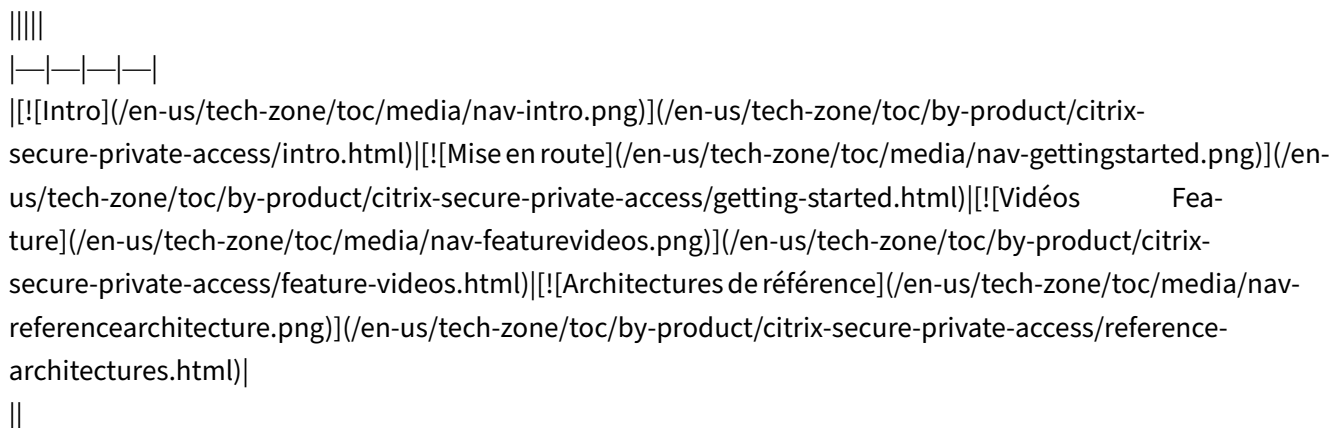 |||||
|—|—|—|—|
|[![Intro](/en-us/tech-zone/toc/media/nav-intro.png)](/en-us/tech-zone/toc/by-product/citrix-
secure-private-access/intro.html)|[![Mise en route](/en-us/tech-zone/toc/media/nav-gettingstarted.png)](/en-
us/tech-zone/toc/by-product/citrix-secure-private-access/getting-started.html)|[![Vidéos Fea-
ture](/en-us/tech-zone/toc/media/nav-featurevideos.png)](/en-us/tech-zone/toc/by-product/citrix-
secure-private-access/feature-videos.html)|[![Architectures de référence](/en-us/tech-zone/toc/media/nav-
referencearchitecture.png)](/en-us/tech-zone/toc/by-product/citrix-secure-private-access/reference-
architectures.html)|
||